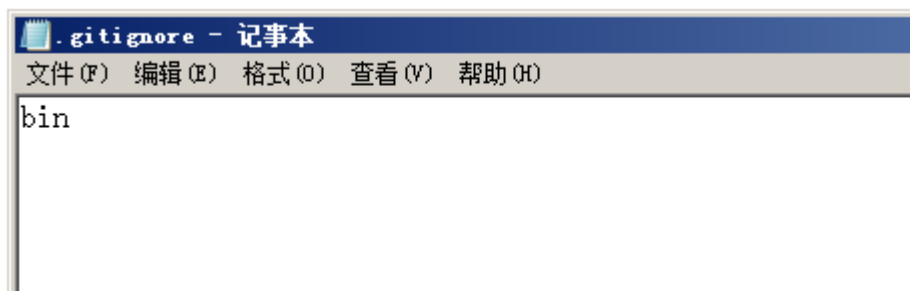 .gitignore - 记事本
文件(F) 编辑(E) 格式(O) 查看(V) 帮助(H)
bin